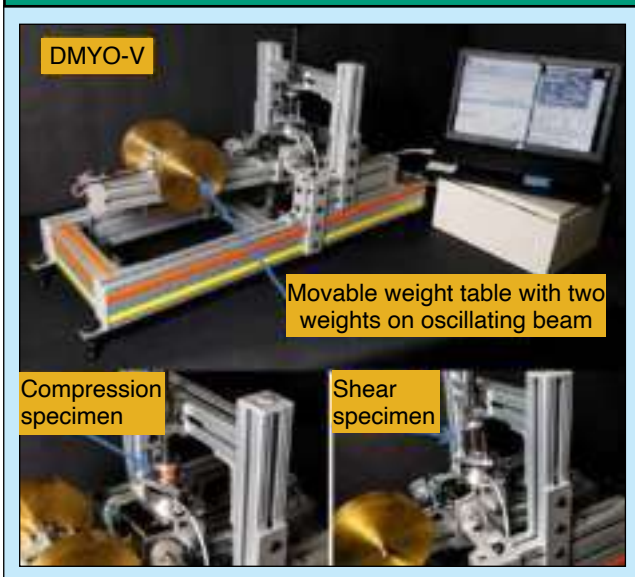 DMYO-V
Movable weight table with two
weights on oscillating beam
Compression
specimen
Shear
specimen